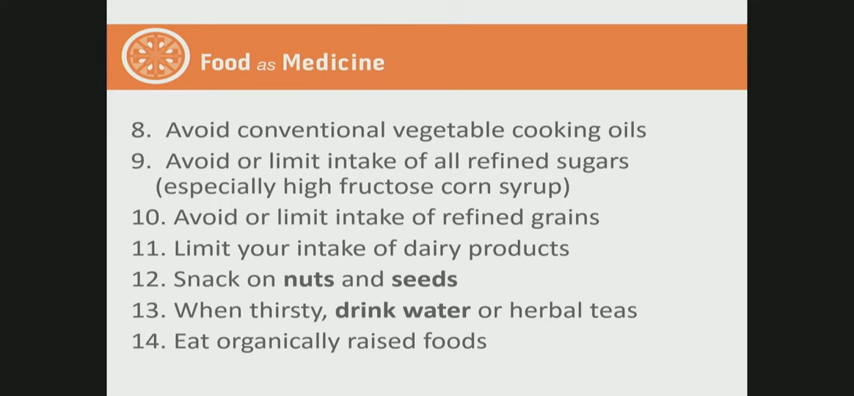 Food as Medicine
8. Avoid conventional vegetable cooking oils
9. Avoid or limit intake of all refined sugars
(especially high fructose corn syrup)
10. Avoid or limit intake of refined grains
11. Limit your intake of dairy products
12. Snack on nuts and seeds
13. When thirsty, drink water or herbal teas
14. Eat organically raised foods